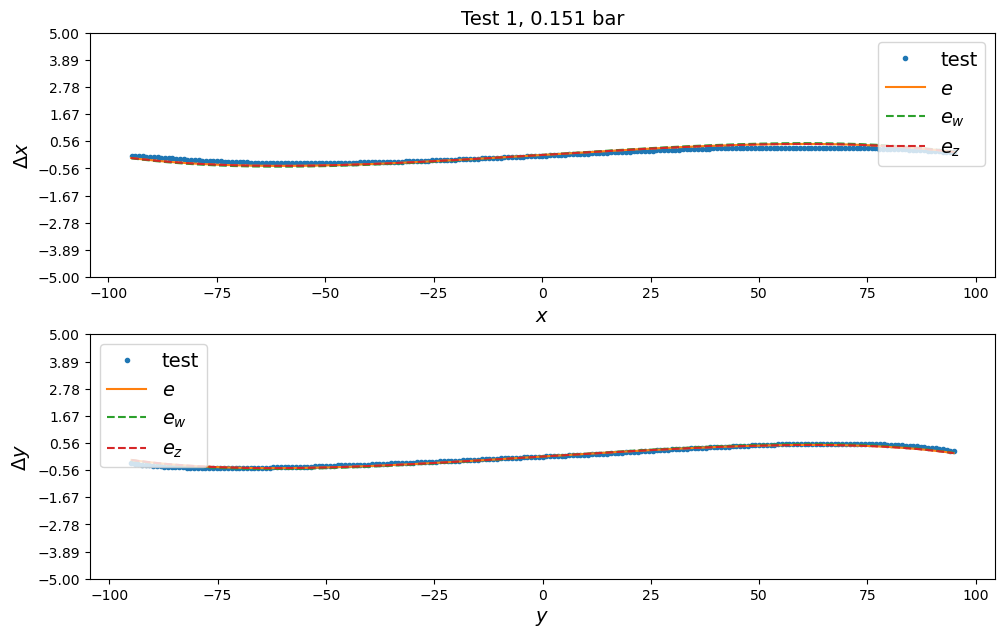 Test 1, 0.151 bar
5.00
3.89
2.78
1.67
0.56
−0.56
−1.67
−2.78
−3.89
−5.00
Δx
test
e
e_w
e_z
−100
−75
−50
−25
0
25
50
75
100
x
5.00
3.89
2.78
1.67
0.56
−0.56
−1.67
−2.78
−3.89
−5.00
Δy
test
e
e_w
e_z
−100
−75
−50
−25
0
25
50
75
100
y